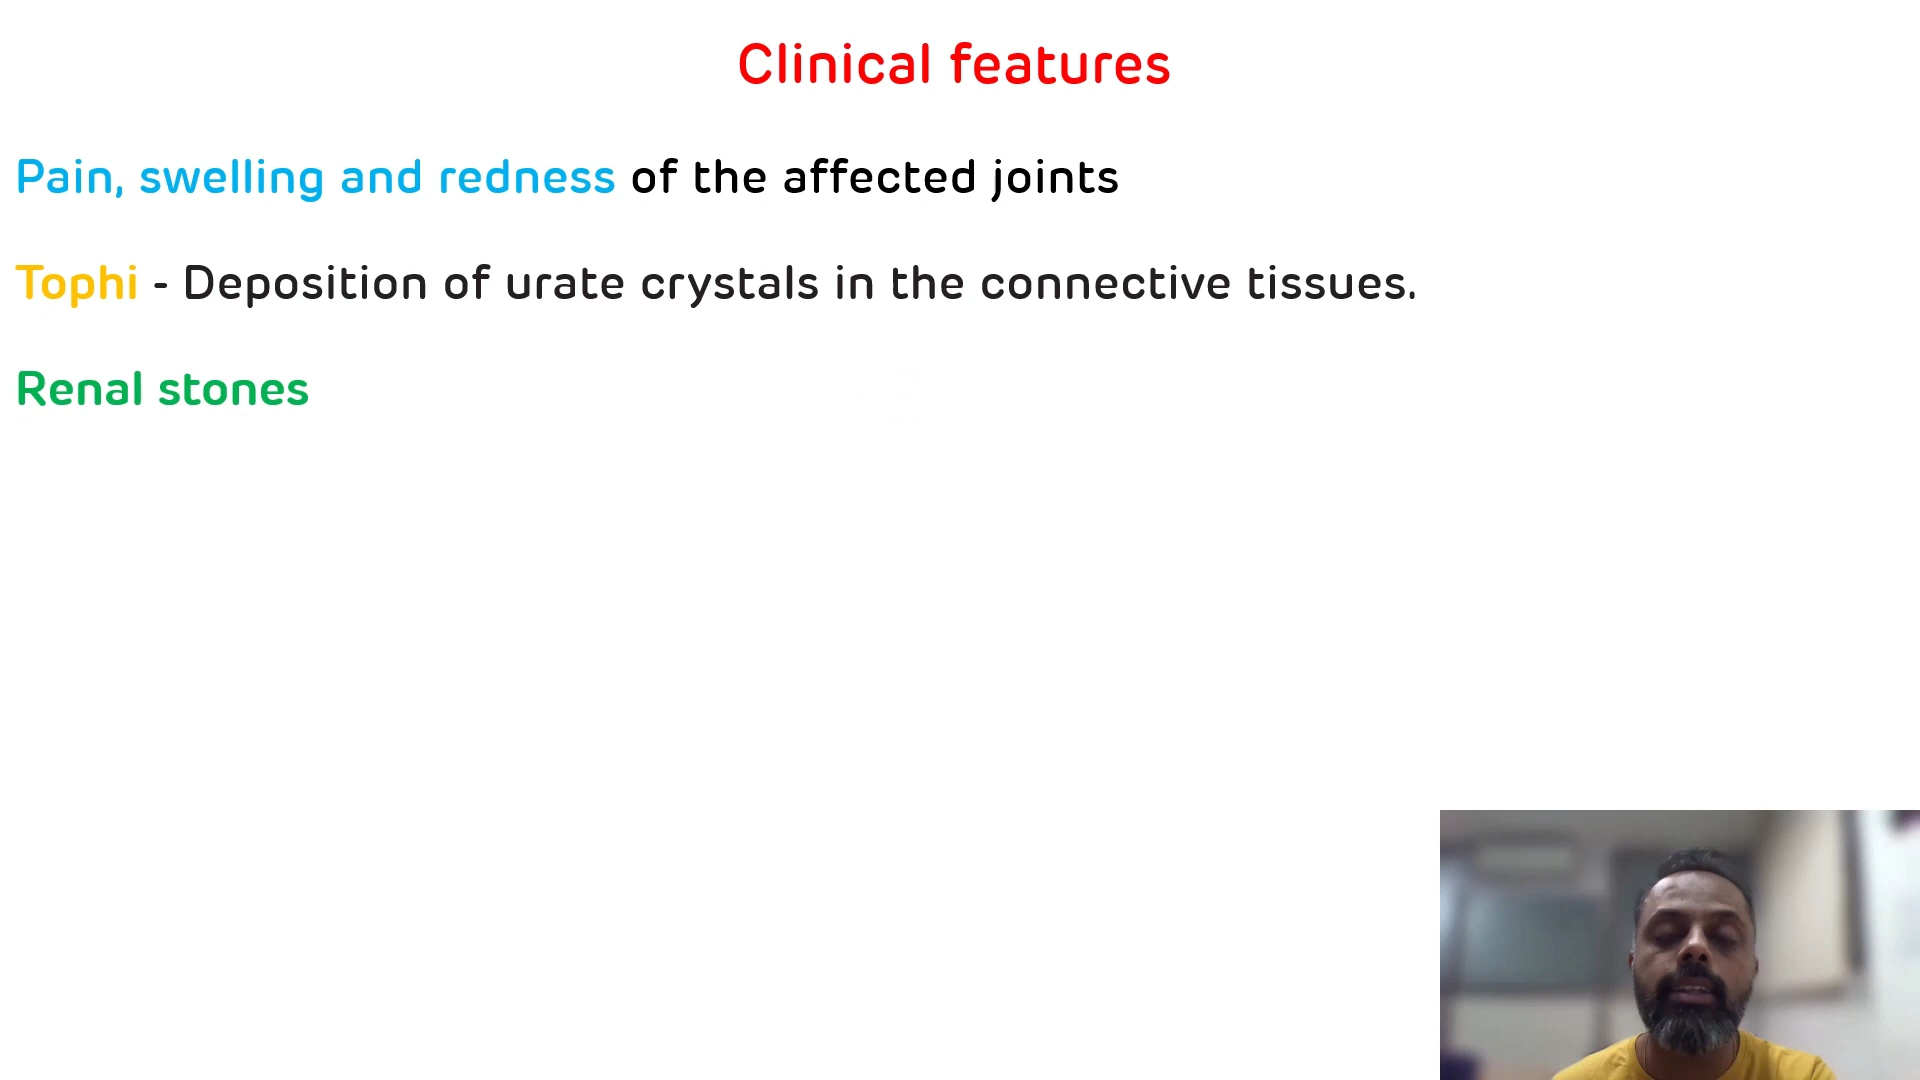 Clinical features
Pain, swelling and redness of the affected joints
Tophi - Deposition of urate crystals in the connective tissues.
Renal stones